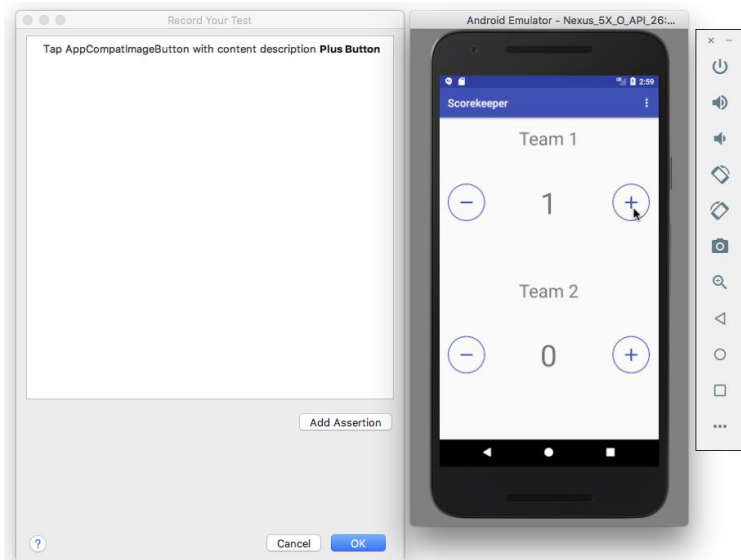 Record Your Test
Tap AppCompatImageButton with content description Plus Button
Add Assertion
?
Cancel
OK
Android Emulator - Nexus_5X_O_API_26:...
2:59
Scorekeeper
Team 1
1
Team 2
0